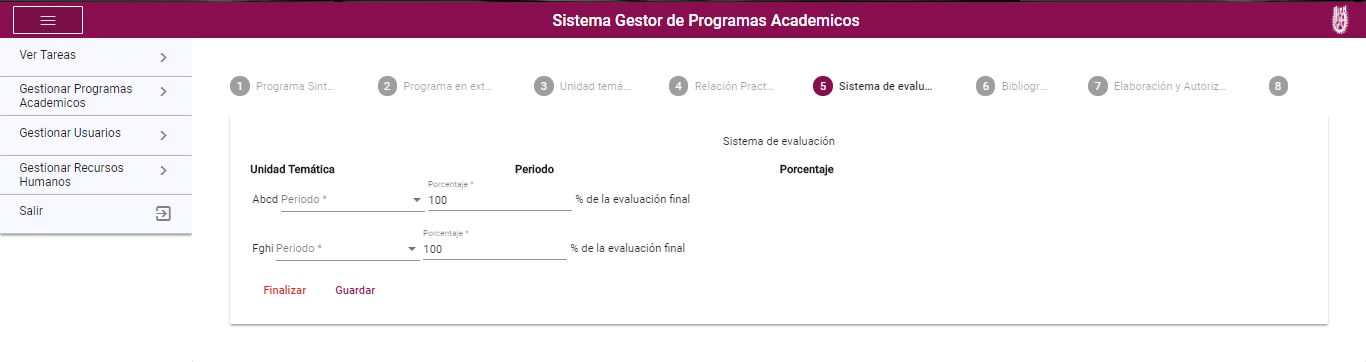 Sistema Gestor de Programas Academicos
Ver Tareas
Gestionar Programas
Academicos
Gestionar Usuarios
Gestionar Recursos
Humanos
Salir
1 Programa Sint...
2 Programa en ext...
3 Unidad temá...
4 Relación Pract...
5 Sistema de evalu...
6 Bibliogr...
7 Elaboración y Autoriz...
8
Sistema de evaluación
Unidad Temática Periodo Porcentaje
Porcentaje *
Abcd Periodo * 100 % de la evaluación final
Porcentaje *
Fghi Periodo * 100 % de la evaluación final
Finalizar Guardar